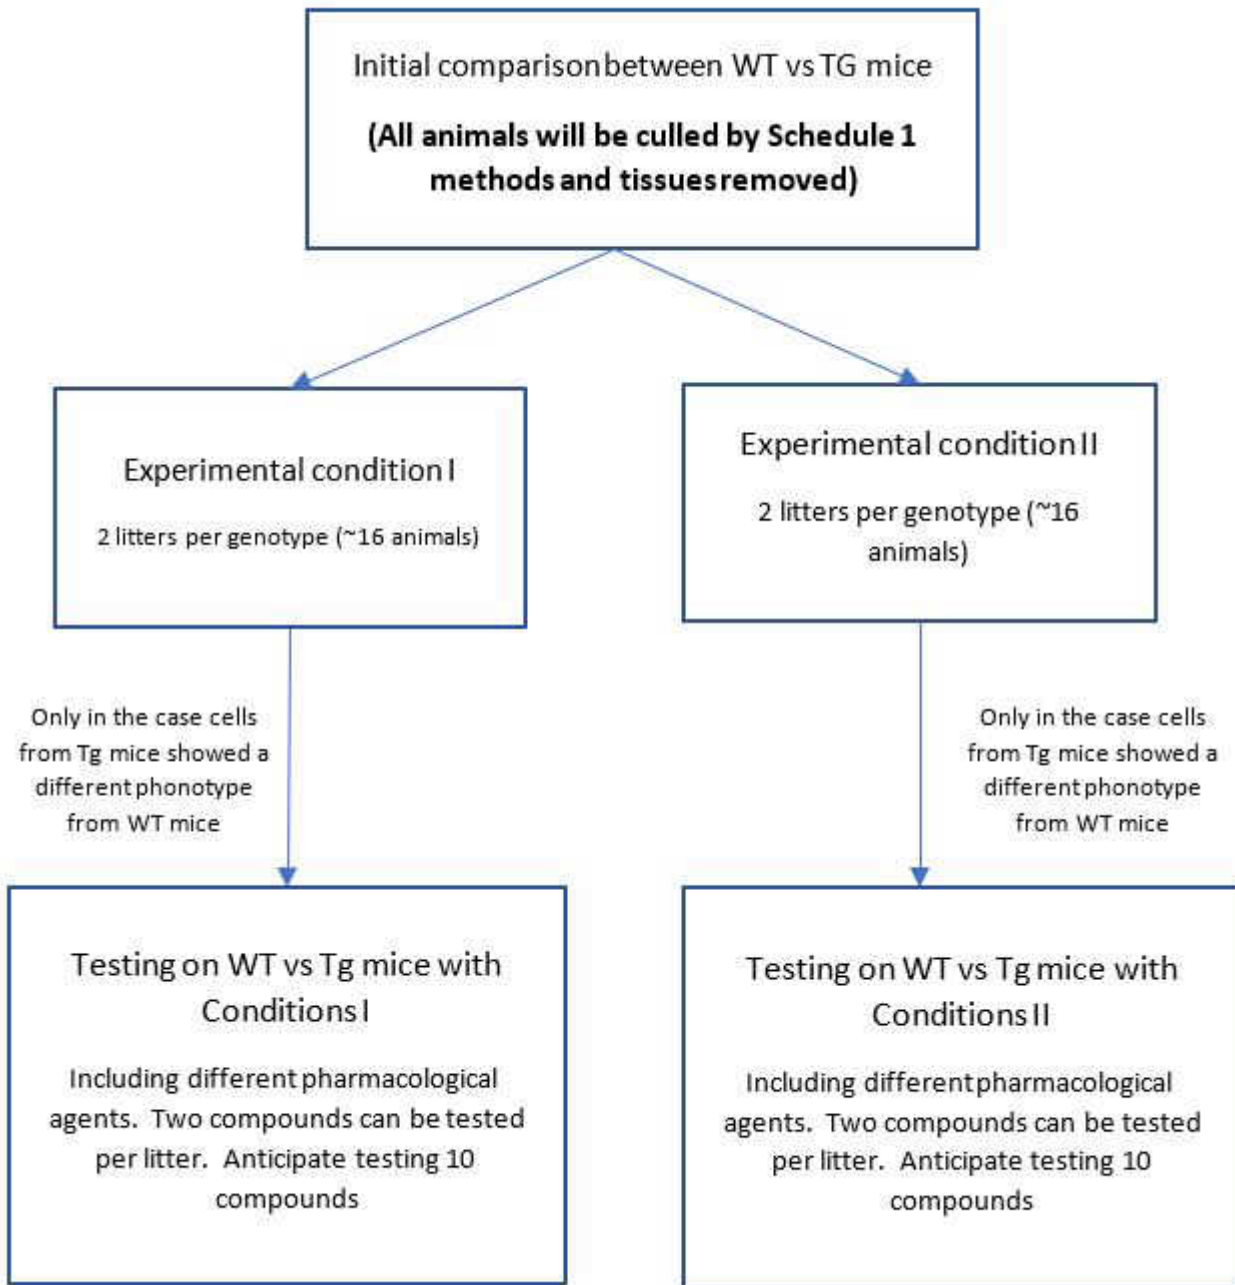 Initial comparison between WT vs TG mice
(All animals will be culled by Schedule 1
methods and tissues removed)
Experimental condition I
2 litters per genotype (~16 animals)
Experimental condition II
2 litters per genotype (~16
animals)
Only in the case cells
from Tg mice showed a
different phonotype
from WT mice
Only in the case cells
from Tg mice showed a
different phonotype
from WT mice
Testing on WT vs Tg mice with
Conditions I
Including different pharmacological
agents. Two compounds can be tested
per litter. Anticipate testing 10
compounds
Testing on WT vs Tg mice with
Conditions II
Including different pharmacological
agents. Two compounds can be tested
per litter. Anticipate testing 10
compounds